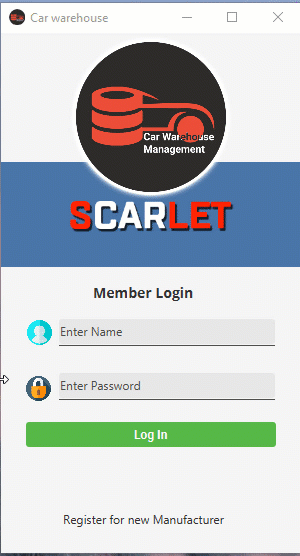 Car warehouse
Car Warehouse
Management
SCARLET
Member Login
Enter Name
Enter Password
Log In
Register for new Manufacturer